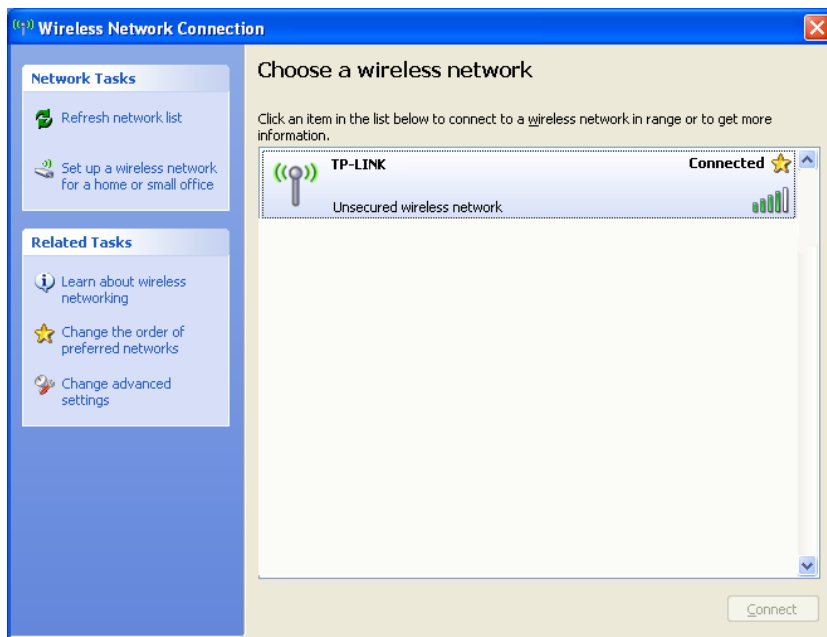 Wireless Network Connection
Network Tasks
Refresh network list
Set up a wireless network
for a home or small office
Related Tasks
Learn about wireless
networking
Change the order of
preferred networks
Change advanced
settings
Choose a wireless network
Click an item in the list below to connect to a wireless network in range or to get more
information.
TP-LINK
Connected
Unsecured wireless network
Connect